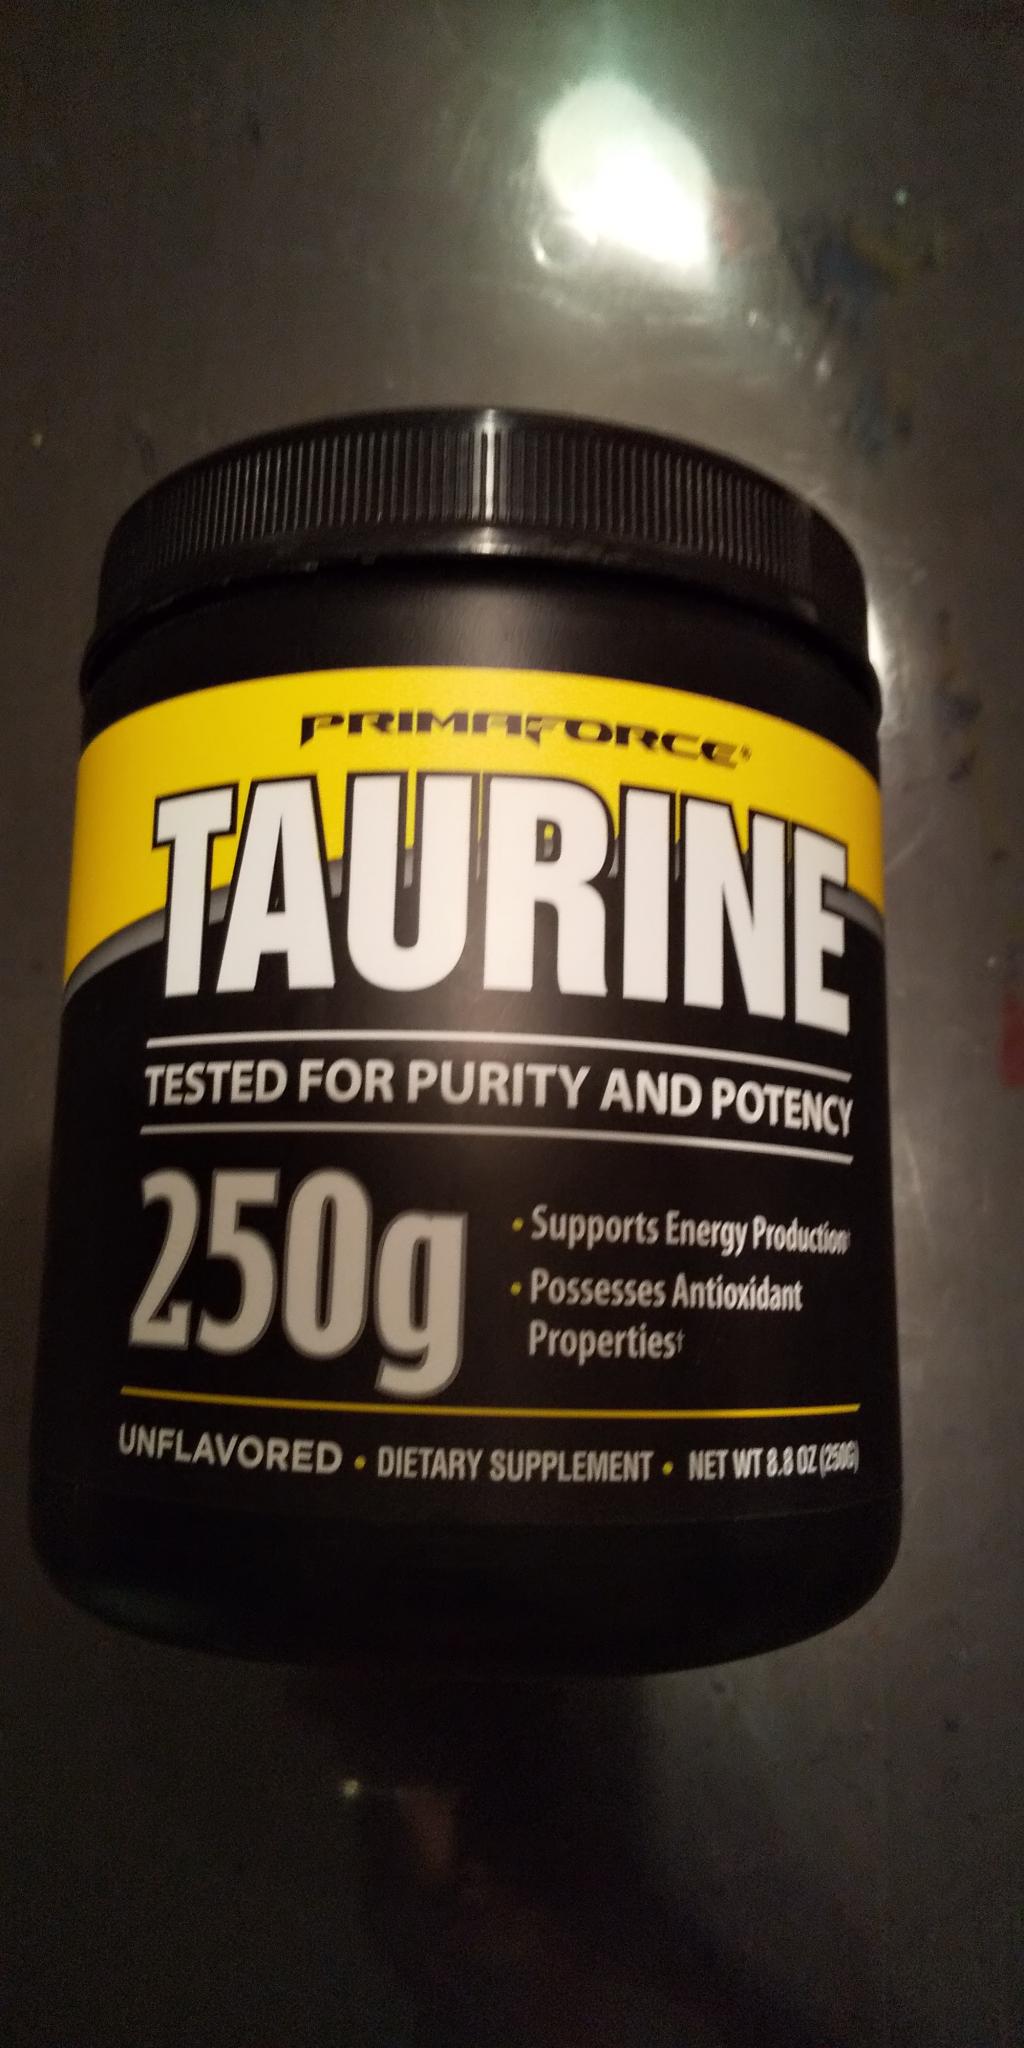 PRIMAFORCE®
TAURINE
TESTED FOR PURITY AND POTENCY
250g
• Supports Energy Production†
• Possesses Antioxidant
Properties†
UNFLAVORED • DIETARY SUPPLEMENT • NET WT 8.8 OZ (250G)